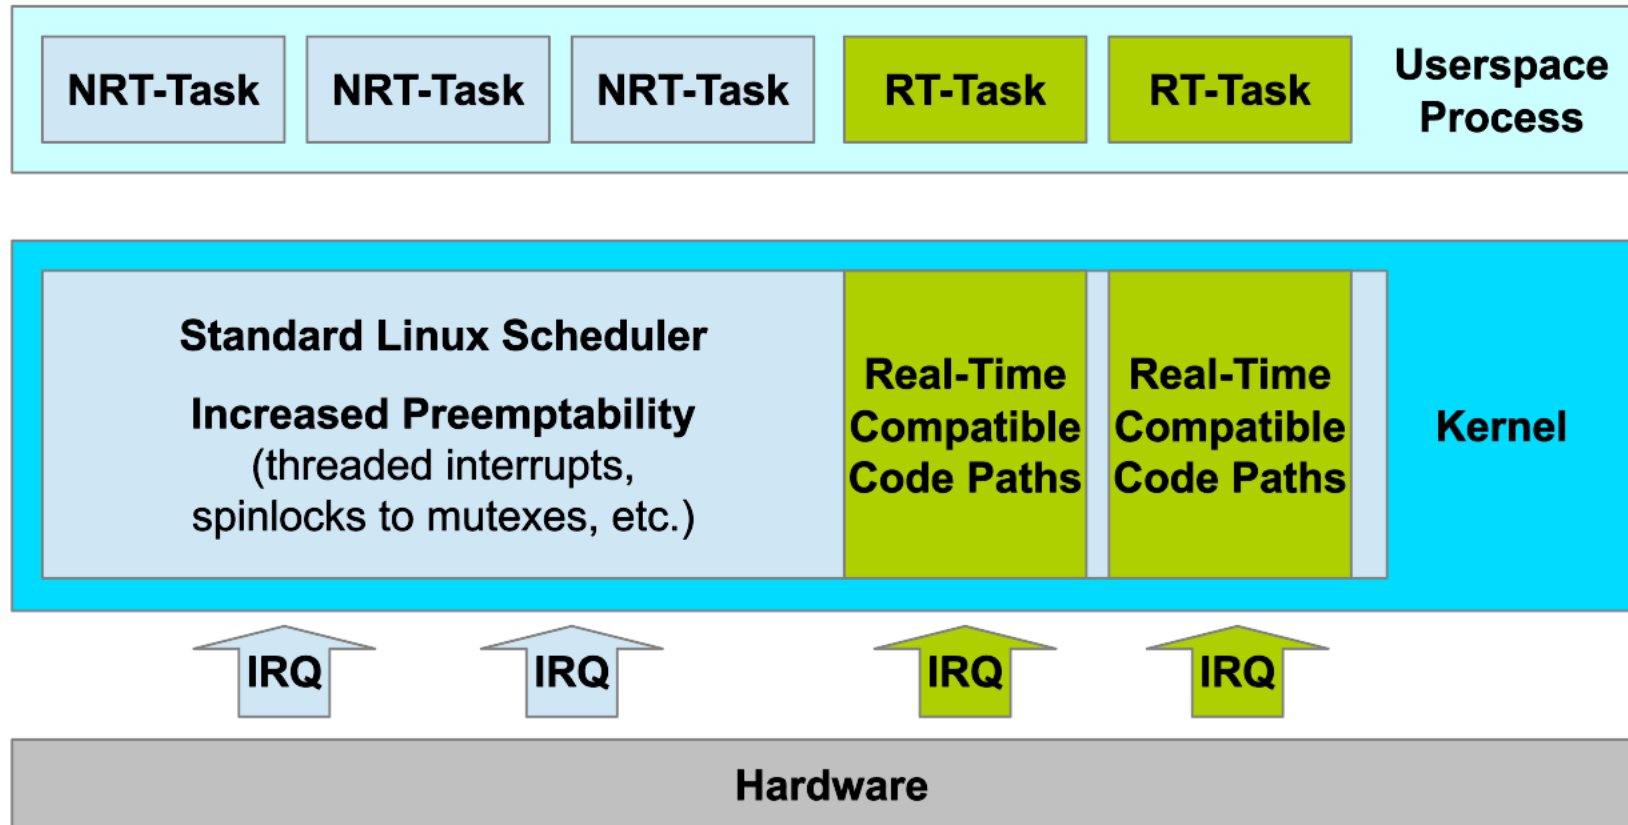 NRT-Task
NRT-Task
NRT-Task
RT-Task
RT-Task
Userspace
Process
Standard Linux Scheduler
Increased Preemptability
(threaded interrupts,
spinlocks to mutexes, etc.)
Real-Time
Compatible
Code Paths
Real-Time
Compatible
Code Paths
Kernel
IRQ
IRQ
IRQ
IRQ
Hardware